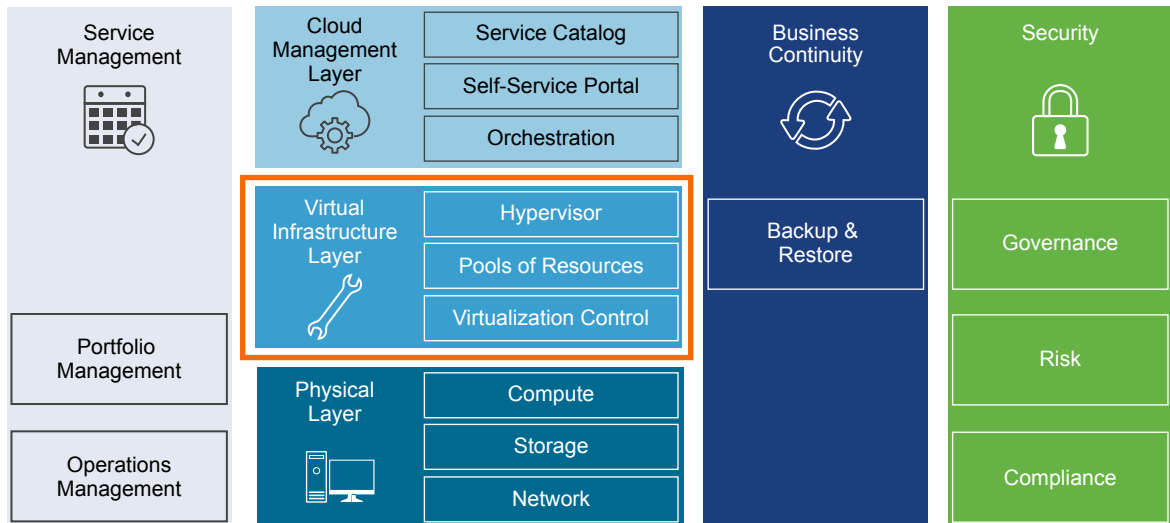 Service
Management
Portfolio
Management
Operations
Management
Cloud
Management
Layer
Service Catalog
Self-Service Portal
Orchestration
Virtual
Infrastructure
Layer
Hypervisor
Pools of Resources
Virtualization Control
Physical
Layer
Compute
Storage
Network
Business
Continuity
Backup &
Restore
Security
Governance
Risk
Compliance